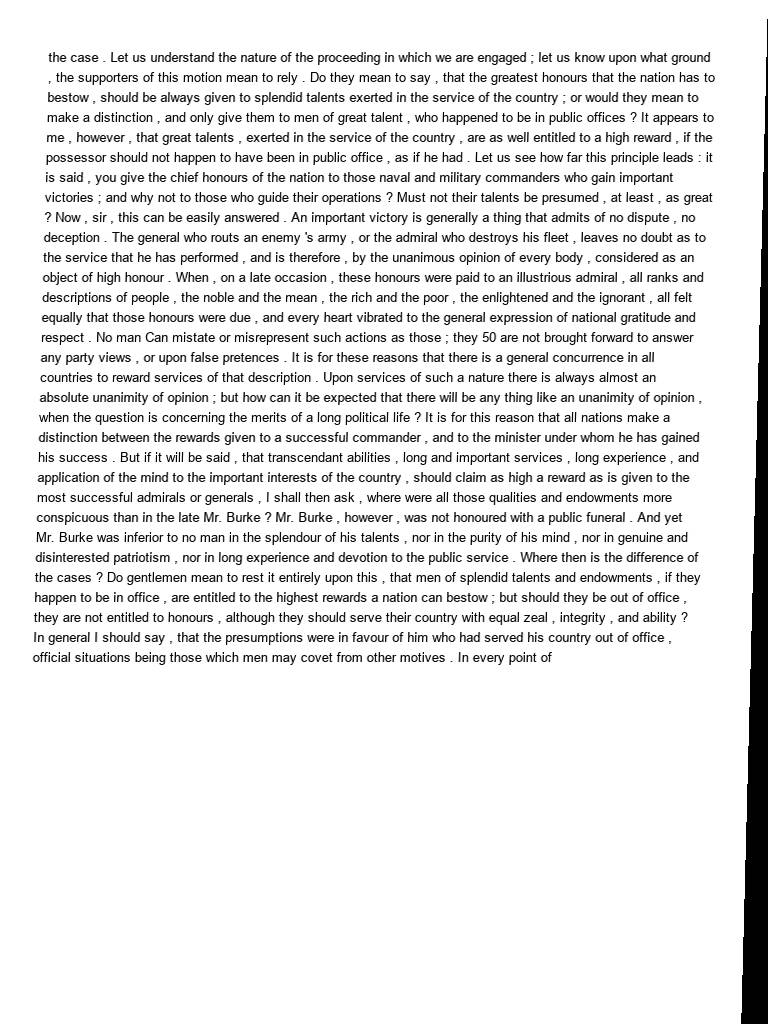 the case . Let us understand the nature of the proceeding in which we are engaged ; let us know upon what ground
, the supporters of this motion mean to rely . Do they mean to say , that the greatest honours that the nation has to
bestow , should be always given to splendid talents exerted in the service of the country ; or would they mean to
make a distinction , and only give them to men of great talent , who happened to be in public offices ? It appears to
me , however , that great talents , exerted in the service of the country , are as well entitled to a high reward , if the
possessor should not happen to have been in public office , as if he had . Let us see how far this principle leads : it
is said , you give the chief honours of the nation to those naval and military commanders who gain important
victories ; and why not to those who guide their operations ? Must not their talents be presumed , at least , as great
? Now , sir , this can be easily answered . An important victory is generally a thing that admits of no dispute , no
deception . The general who routs an enemy 's army , or the admiral who destroys his fleet , leaves no doubt as to
the service that he has performed , and is therefore , by the unanimous opinion of every body , considered as an
object of high honour . When , on a late occasion , these honours were paid to an illustrious admiral , all ranks and
descriptions of people , the noble and the mean , the rich and the poor , the enlightened and the ignorant , all felt
equally that those honours were due , and every heart vibrated to the general expression of national gratitude and
respect . No man Can mistate or misrepresent such actions as those ; they 50 are not brought forward to answer
any party views , or upon false pretences . It is for these reasons that there is a general concurrence in all
countries to reward services of that description . Upon services of such a nature there is always almost an
absolute unanimity of opinion ; but how can it be expected that there will be any thing like an unanimity of opinion ,
when the question is concerning the merits of a long political life ? It is for this reason that all nations make a
distinction between the rewards given to a successful commander , and to the minister under whom he has gained
his success . But if it will be said , that transcendant abilities , long and important services , long experience , and
application of the mind to the important interests of the country , should claim as high a reward as is given to the
most successful admirals or generals , I shall then ask , where were all those qualities and endowments more
conspicuous than in the late Mr. Burke ? Mr. Burke , however , was not honoured with a public funeral . And yet
Mr. Burke was inferior to no man in the splendour of his talents , nor in the purity of his mind , nor in genuine and
disinterested patriotism , nor in long experience and devotion to the public service . Where then is the difference of
the cases ? Do gentlemen mean to rest it entirely upon this , that men of splendid talents and endowments , if they
happen to be in office , are entitled to the highest rewards a nation can bestow ; but should they be out of office ,
they are not entitled to honours , although they should serve their country with equal zeal , integrity , and ability ?
In general I should say , that the presumptions were in favour of him who had served his country out of office ,
official situations being those which men may covet from other motives . In every point of